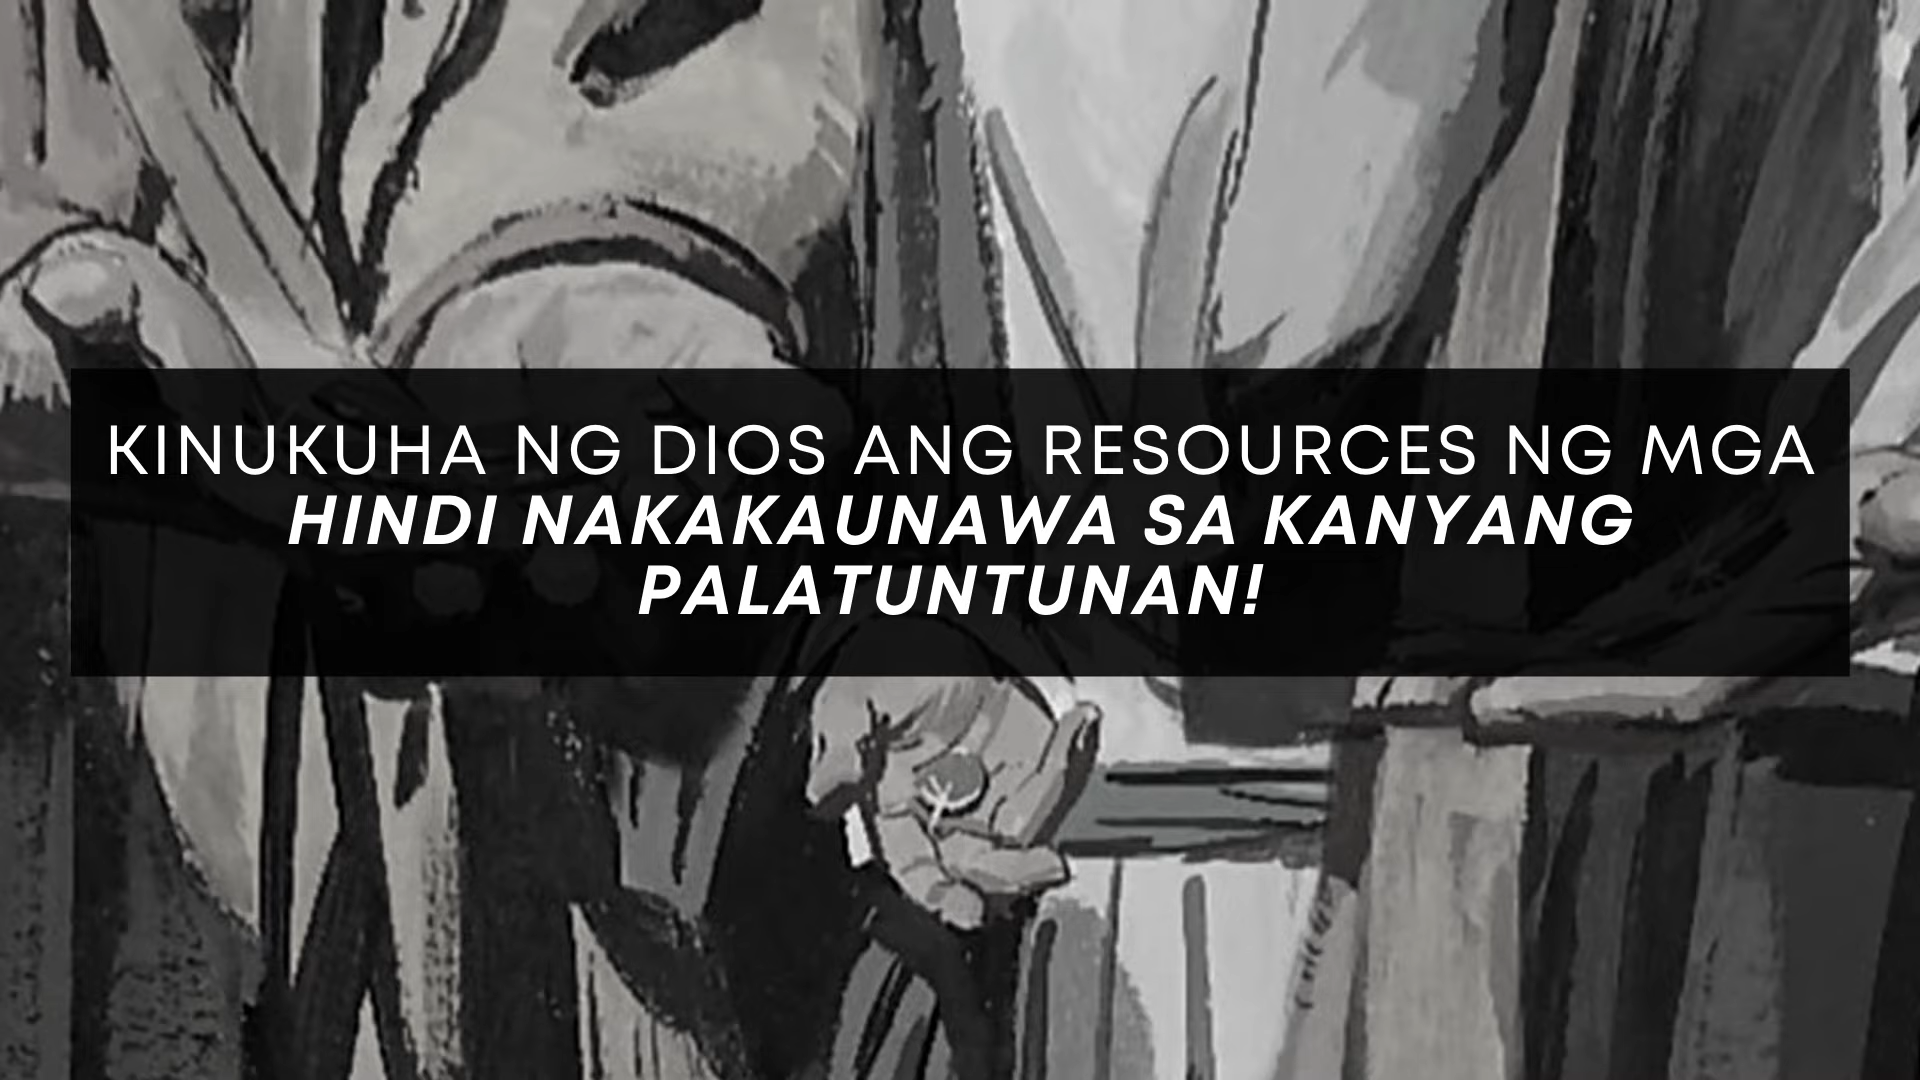 KINUKUHA NG DIOS ANG RESOURCES NG MGA
HINDI NAKAKAUNAWA SA KANYANG
PALATUNTUNAN!